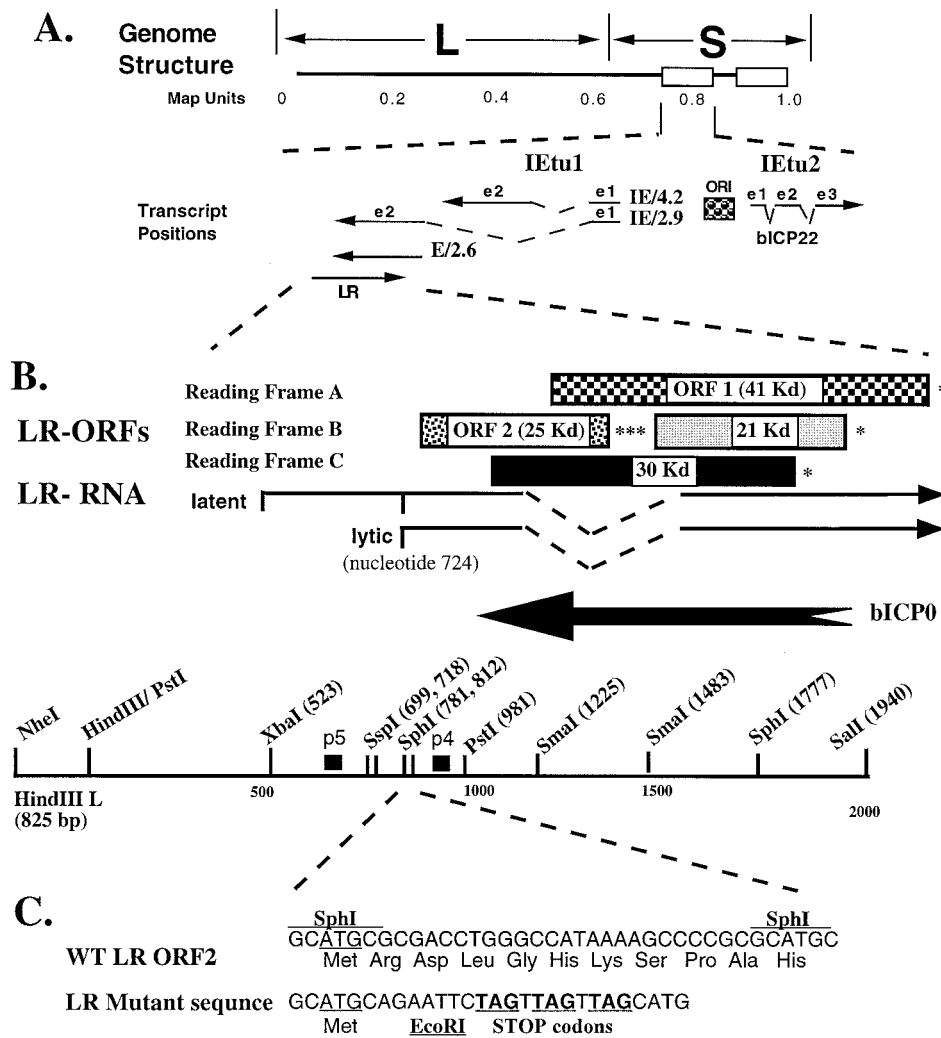 A.
Genome Structure
L
S
Map Units
0
0.2
0.4
0.6
0.8
1.0
IEtu1
IEtu2
Transcript Positions
e2
e1
IE/4.2
ORI
e1 e2 e3
e2
e1
IE/2.9
bICP22
E/2.6
LR
B.
Reading Frame A
ORF 1 (41 Kd)
*
LR-ORFs
Reading Frame B
ORF 2 (25 Kd)
***
21 Kd
*
Reading Frame C
30 Kd
*
LR- RNA
latent
lytic
(nucleotide 724)
bICP0
NheI
HindIII/ PstI
XbaI (523)
p5
SspI (699, 718)
SphI (781, 812)
p4
PstI (981)
SmaI (1225)
SmaI (1483)
SphI (1777)
SalI (1940)
HindIII L
(825 bp)
500
1000
1500
2000
C.
SphI
SphI
WT LR ORF2
GCATGCGCGACCTGGGCCATAAAAGCCCCGCGCATGC
Met Arg Asp Leu Gly His Lys Ser Pro Ala His
LR Mutant sequnce
GCATGCAGAATTCTAGTTAGTTAGCATG
Met
EcoRI
STOP codons